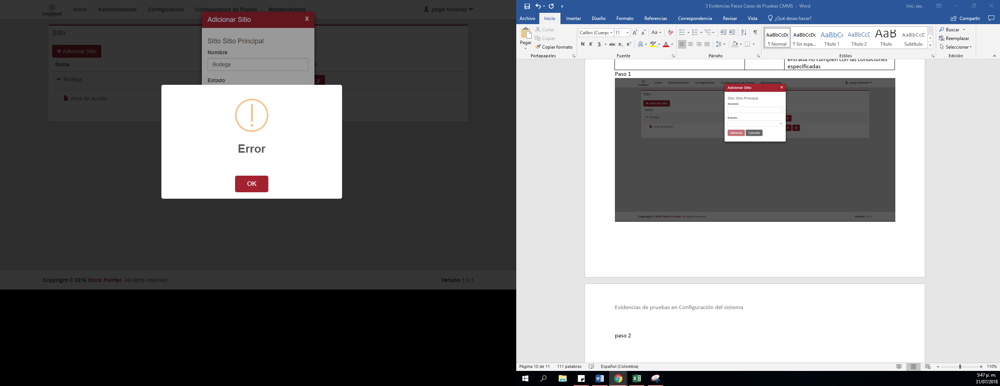 LogCloud
Inicio Administracion Configuracion Configuracion de Planes Mantenimiento jorge miranda
Adicionar Sitio x
Sitio
Sitio Sitio Principal
Adicionar Sitio
Nombre
Name
Bodega
Bodega
Estado
Area de acopio
Error
OK
Copyright © 2016 Stack Pointer. All rights reserved. Versión 1.0.1
3 Evidencias Pasos Casos de Pruebas CMMS - Word Inic. ses.
Archivo Inicio Insertar Diseño Formato Referencias Correspondencia Revisar Vista ¿Qué desea hacer? Compartir
Pegar
Cortar
Copiar
Copiar formato
Portapapeles
Calibri (Cuerpo 11
N K S abc x₂ x²
Fuente
Párrafo
AaBbCcDc AaBbCcDc AaBbCc AaBbCcE AaB AaBbCcD
¶ Normal ¶ Sin espa... Título 1 Título 2 Título Subtítulo
Estilos
Buscar
Reemplazar
Seleccionar
Edición
entrada no cumplen con las condiciones
especificadas
Paso 1
LogCloud
Inicio Administracion Configuracion Configuracion de Planes Mantenimiento jorge miranda
Adicionar Sitio x
Sitio
Sitio Sitio Principal
Adicionar Sitio
Nombre
Name
Bodega
Estado
Area de acopio
Adicionar Cancelar
Copyright © 2016 Stack Pointer. All rights reserved. Versión 1.0.1
Evidencias de pruebas en Configuración del sistema
paso 2
Página 10 de 11 111 palabras Español (Colombia) 110%
5:47 p. m.
31/07/2018